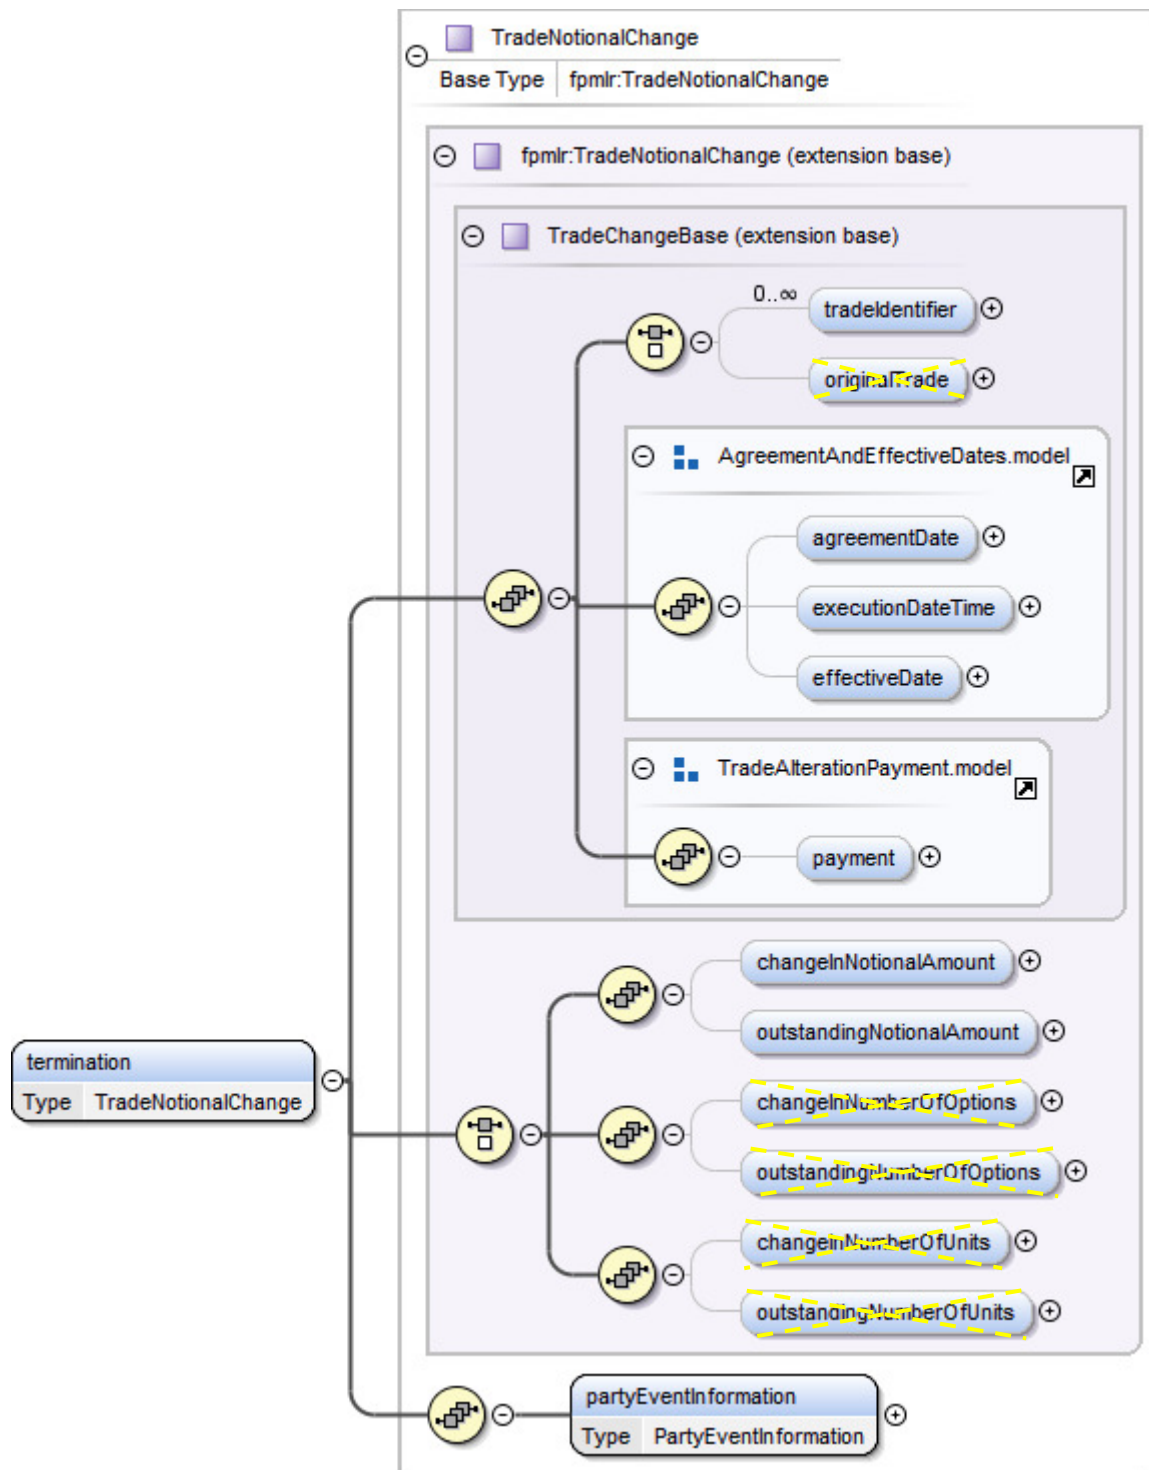 TradeNotionalChange
Base Type fpmlr:TradeNotionalChange
fpmlr:TradeNotionalChange (extension base)
TradeChangeBase (extension base)
0..∞
tradeIdentifier
originalTrade
AgreementAndEffectiveDates.model
agreementDate
executionDateTime
effectiveDate
TradeAlterationPayment.model
payment
changeInNotionalAmount
outstandingNotionalAmount
termination
Type TradeNotionalChange
changeInNumberOfOptions
outstandingNumberOfOptions
changeInNumberOfUnits
outstandingNumberOfUnits
partyEventInformation
Type PartyEventInformation